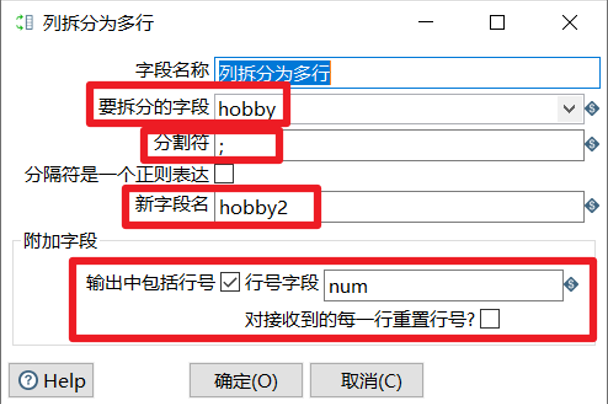 列拆分为多行
字段名称 列拆分为多行
要拆分的字段 hobby
分割符 ;
分隔符是一个正则表达
新字段名 hobby2
附加字段
输出中包括行号 行号字段 num
对接收到的每一行重置行号?
Help 确定(O) 取消(C)